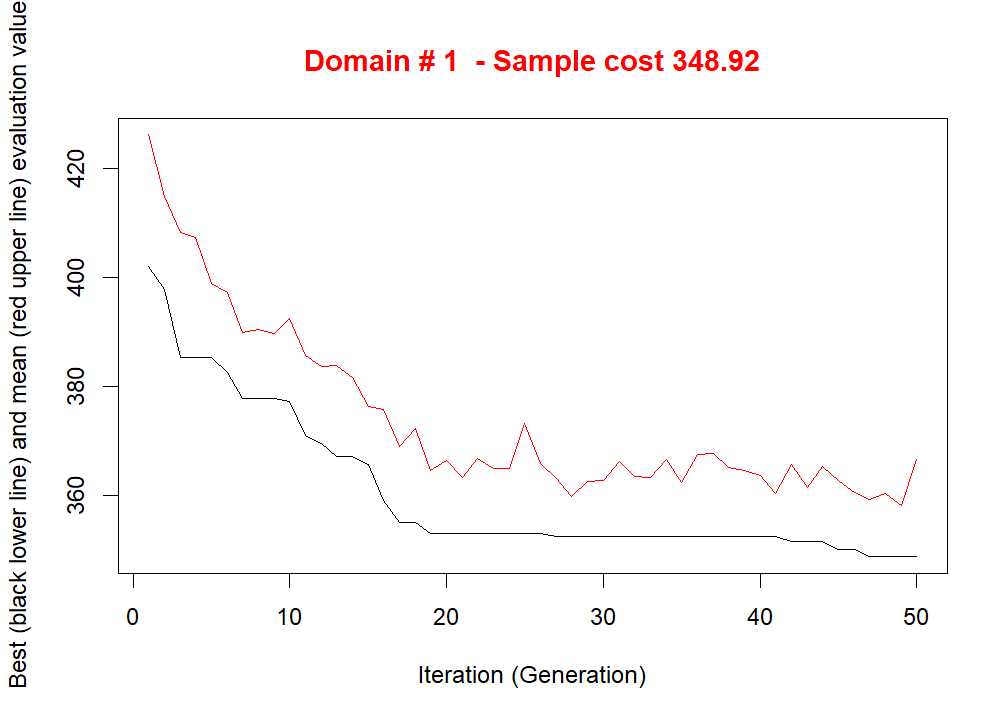 Domain # 1 - Sample cost 348.92
Best (black lower line) and mean (red upper line) evaluation value
420
400
380
360
0 10 20 30 40 50
Iteration (Generation)